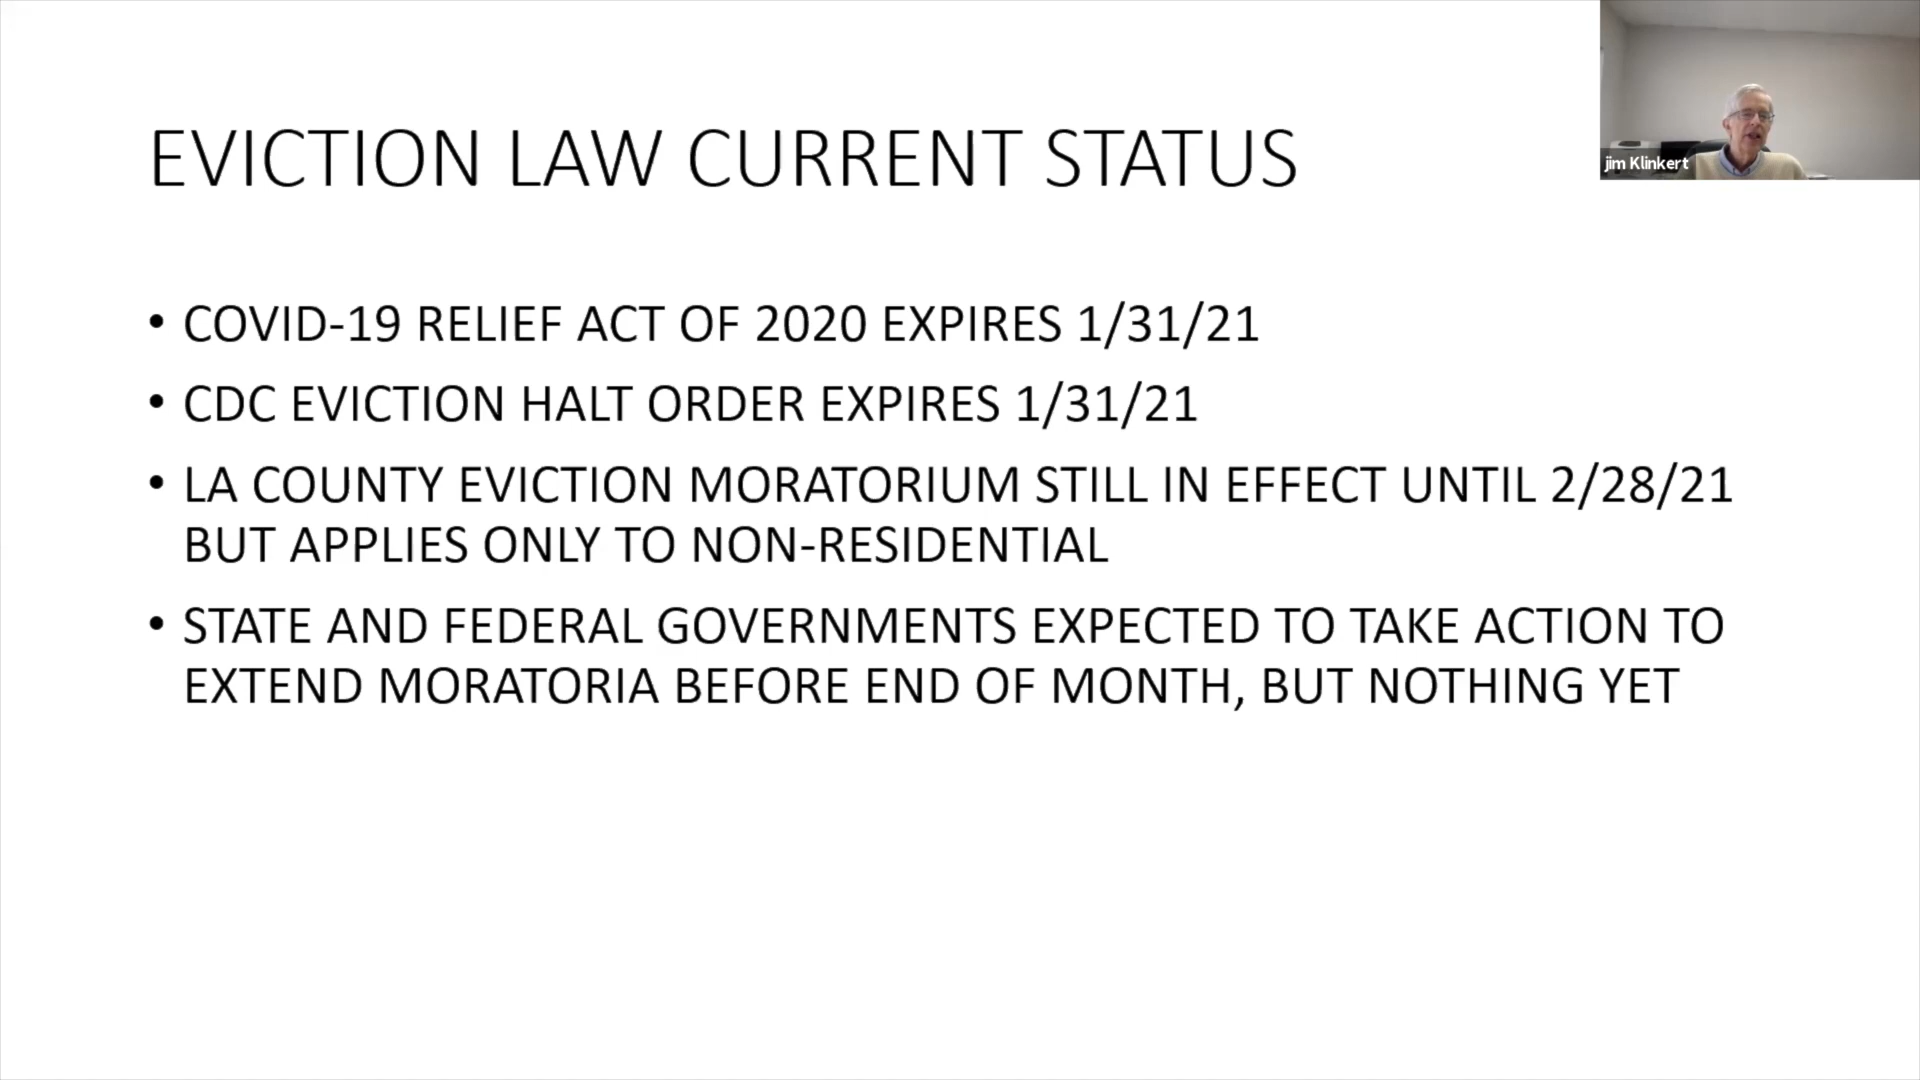 jim Klinkert
EVICTION LAW CURRENT STATUS
• COVID-19 RELIEF ACT OF 2020 EXPIRES 1/31/21
• CDC EVICTION HALT ORDER EXPIRES 1/31/21
• LA COUNTY EVICTION MORATORIUM STILL IN EFFECT UNTIL 2/28/21
BUT APPLIES ONLY TO NON-RESIDENTIAL
• STATE AND FEDERAL GOVERNMENTS EXPECTED TO TAKE ACTION TO
EXTEND MORATORIA BEFORE END OF MONTH, BUT NOTHING YET